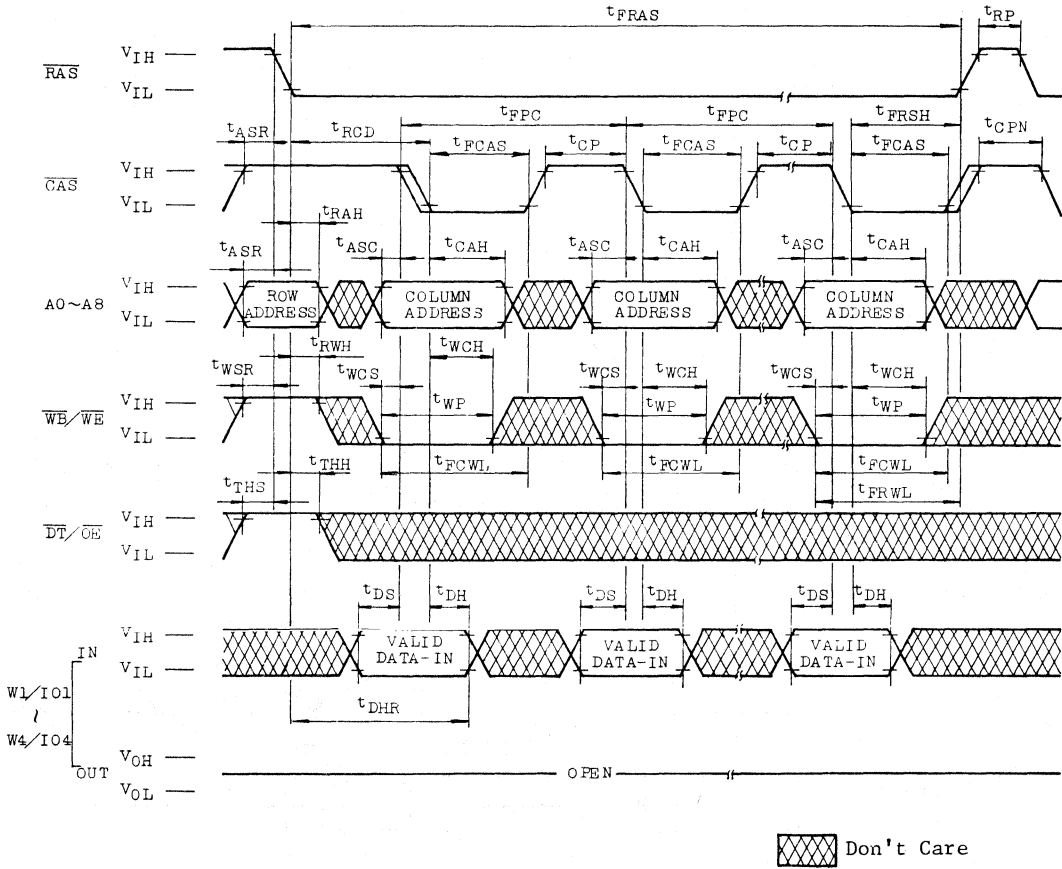 tFRAS
tRP
RAS
VIH
VIL
tFPC
tFPC
tFRSH
tASR
tRCD
tFCAS
tCP
tFCAS
tCP
tFCAS
tCPN
CAS
VIH
VIL
tRAH
tASR
tASC
tCAH
tASC
tCAH
tASC
tCAH
A0~A8
VIH
VIL
ROW
ADDRESS
COLUMN
ADDRESS
COLUMN
ADDRESS
COLUMN
ADDRESS
tRWH
tWCH
tWSR
tWCS
tWCS
tWCH
tWCS
tWCH
WB/WE
VIH
VIL
tWP
tWP
tWP
tFCWL
tFCWL
tFCWL
tTHH
tTHS
tFRWL
DT/OE
VIH
VIL
tDS
tDH
tDS
tDH
tDS
tDH
IN
VIH
VIL
VALID
DATA-IN
VALID
DATA-IN
VALID
DATA-IN
W1/IO1
~
W4/IO4
tDHR
OUT
VOH
VOL
OPEN
Don't Care